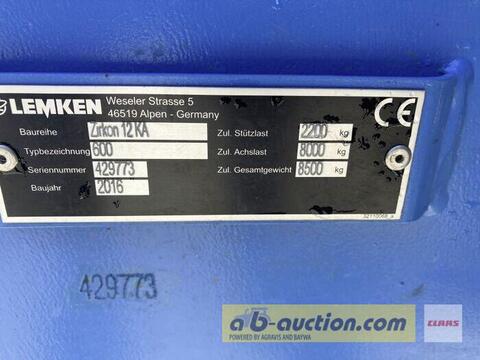 LEMKEN
Weseler Strasse 5
46519 Alpen - Germany
CE
Baureihe Zirkon 12 KA Zul. Stützlast 2200 kg
Typbezeichnung 600 Zul. Achslast 8000 kg
Seriennummer 429773 Zul. Gesamtgewicht 8500 kg
Baujahr 2016
32110068_a
429773
ab-auction.com
POWERED BY AGRAVIS AND BAYWA
CLAAS